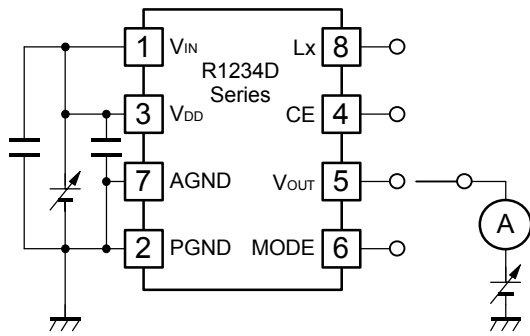 1 VIN Lx 8
R1234D
Series
3 VDD CE 4
7 AGND VOUT 5
A
2 PGND MODE 6